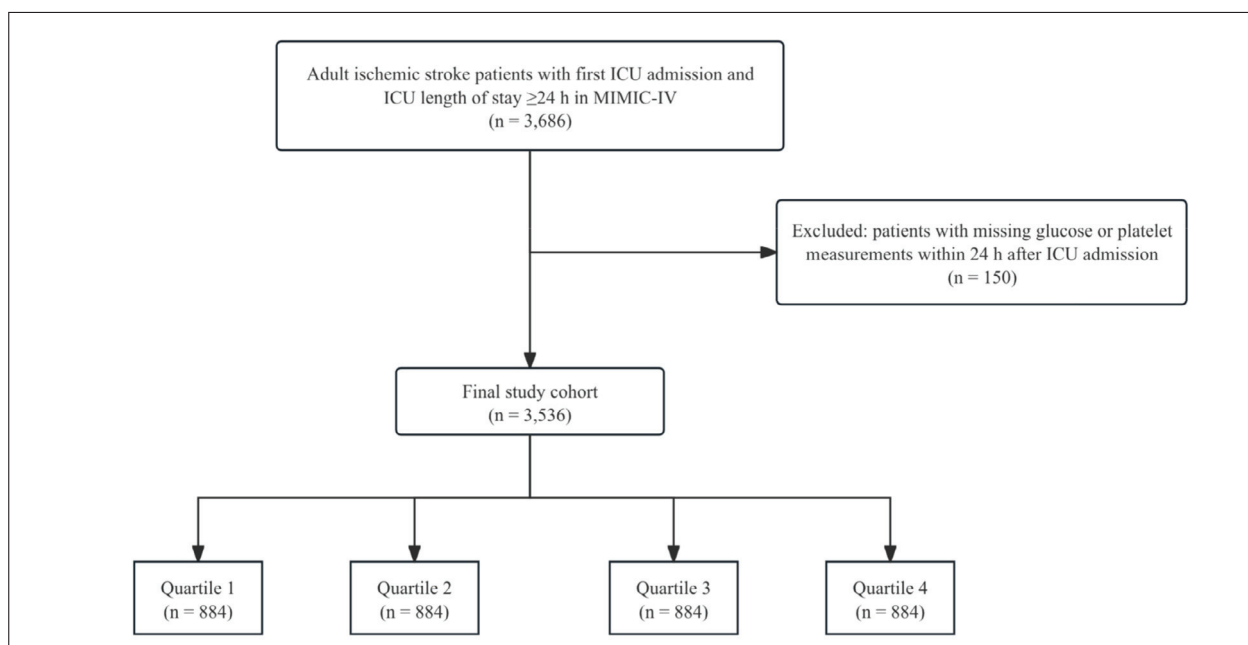 Adult ischemic stroke patients with first ICU admission and
ICU length of stay ≥24 h in MIMIC-IV
(n = 3,686)
Excluded: patients with missing glucose or platelet
measurements within 24 h after ICU admission
(n = 150)
Final study cohort
(n = 3,536)
Quartile 1
(n = 884)
Quartile 2
(n = 884)
Quartile 3
(n = 884)
Quartile 4
(n = 884)